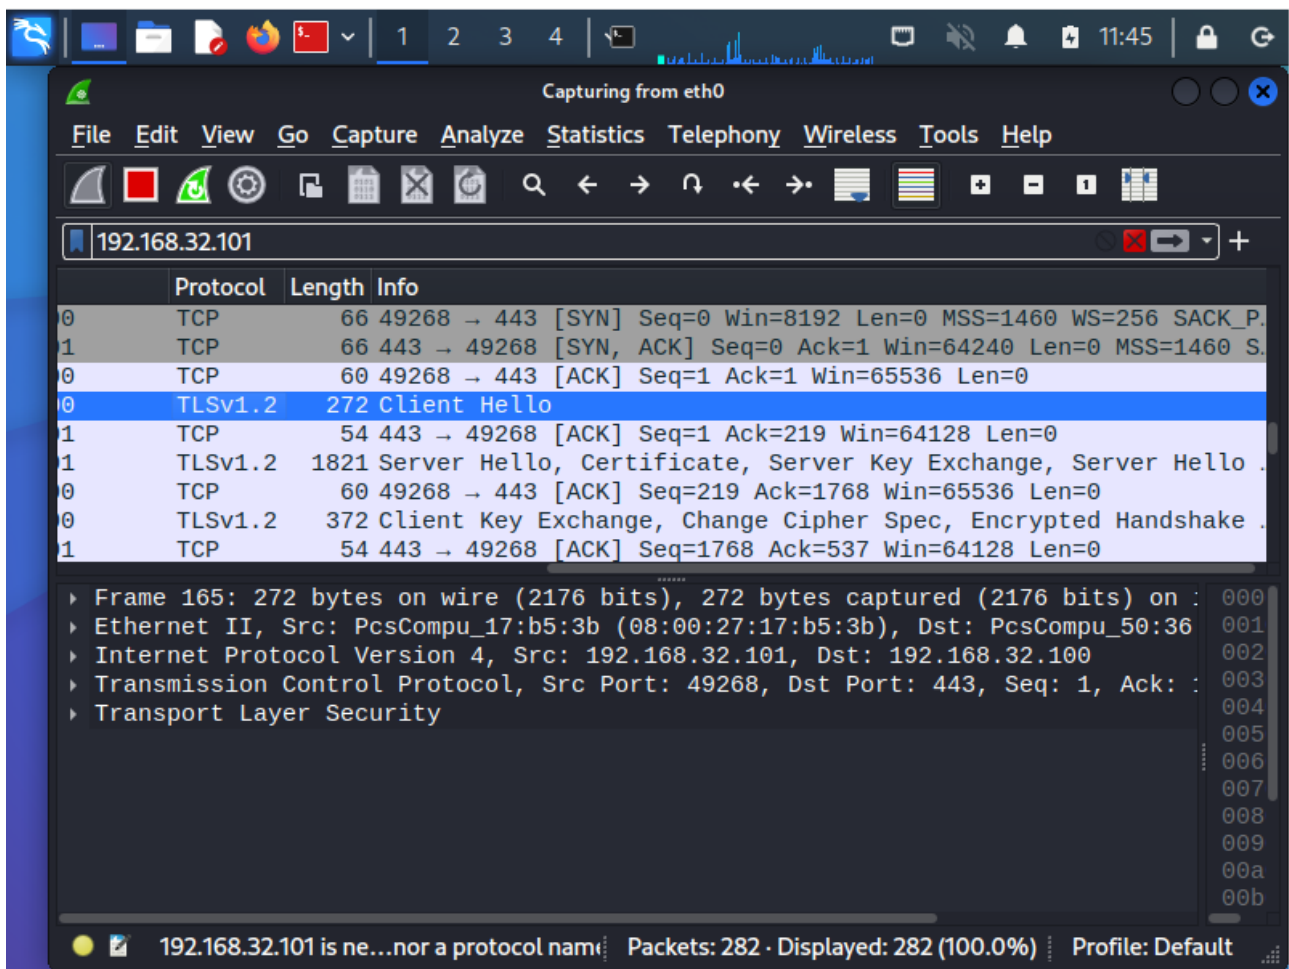 1 2 3 4 11:45
Capturing from eth0
File Edit View Go Capture Analyze Statistics Telephony Wireless Tools Help
192.168.32.101
Protocol Length Info
00 TCP 66 49268 → 443 [SYN] Seq=0 Win=8192 Len=0 MSS=1460 WS=256 SACK_P…
01 TCP 66 443 → 49268 [SYN, ACK] Seq=0 Ack=1 Win=64240 Len=0 MSS=1460 S…
00 TCP 60 49268 → 443 [ACK] Seq=1 Ack=1 Win=65536 Len=0
00 TLSv1.2 272 Client Hello
01 TCP 54 443 → 49268 [ACK] Seq=1 Ack=219 Win=64128 Len=0
01 TLSv1.2 1821 Server Hello, Certificate, Server Key Exchange, Server Hello …
00 TCP 60 49268 → 443 [ACK] Seq=219 Ack=1768 Win=65536 Len=0
00 TLSv1.2 372 Client Key Exchange, Change Cipher Spec, Encrypted Handshake …
01 TCP 54 443 → 49268 [ACK] Seq=1768 Ack=537 Win=64128 Len=0
Frame 165: 272 bytes on wire (2176 bits), 272 bytes captured (2176 bits) on
Ethernet II, Src: PcsCompu_17:b5:3b (08:00:27:17:b5:3b), Dst: PcsCompu_50:36
Internet Protocol Version 4, Src: 192.168.32.101, Dst: 192.168.32.100
Transmission Control Protocol, Src Port: 49268, Dst Port: 443, Seq: 1, Ack:
Transport Layer Security
000
001
002
003
004
005
006
007
008
009
00a
00b
192.168.32.101 is ne…nor a protocol name Packets: 282 · Displayed: 282 (100.0%) Profile: Default